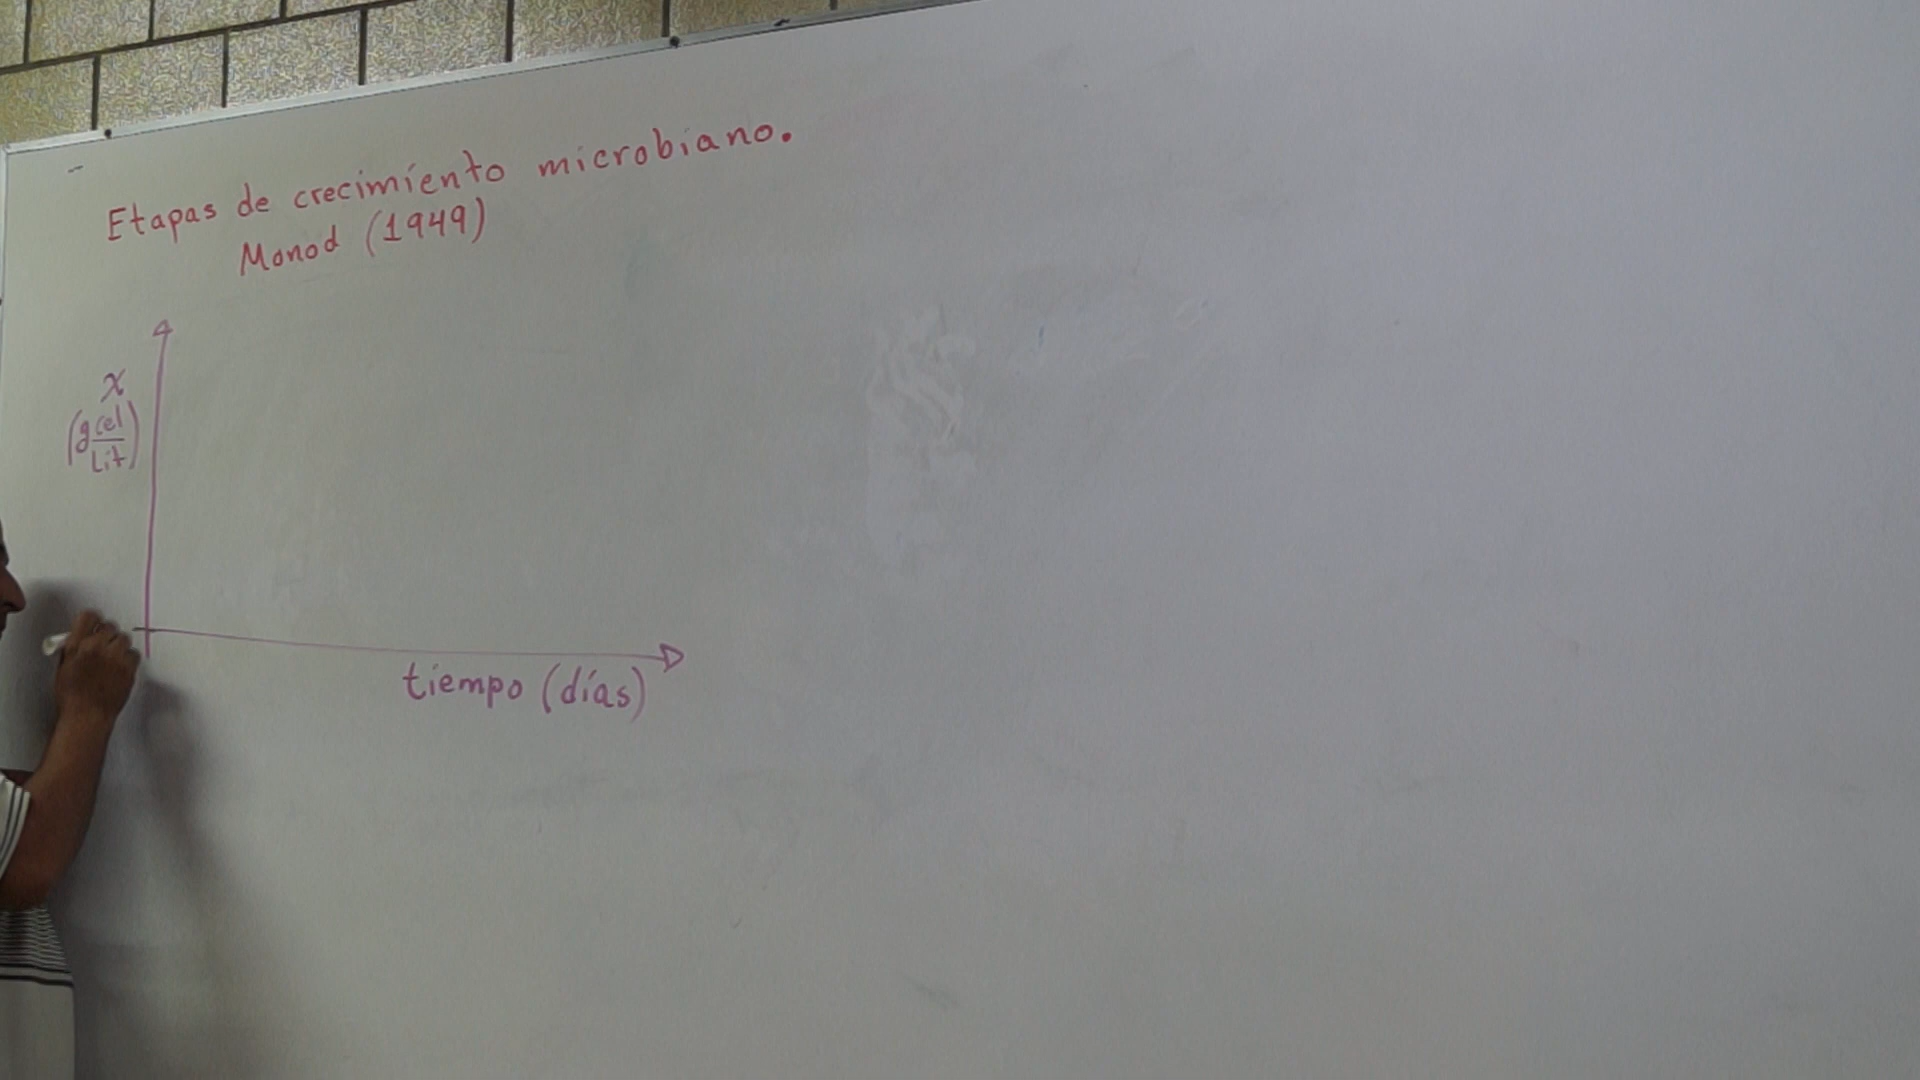 Etapas de crecimiento microbiano.
Monod (1949)
x
(g cel/Lit)
tiempo (días)